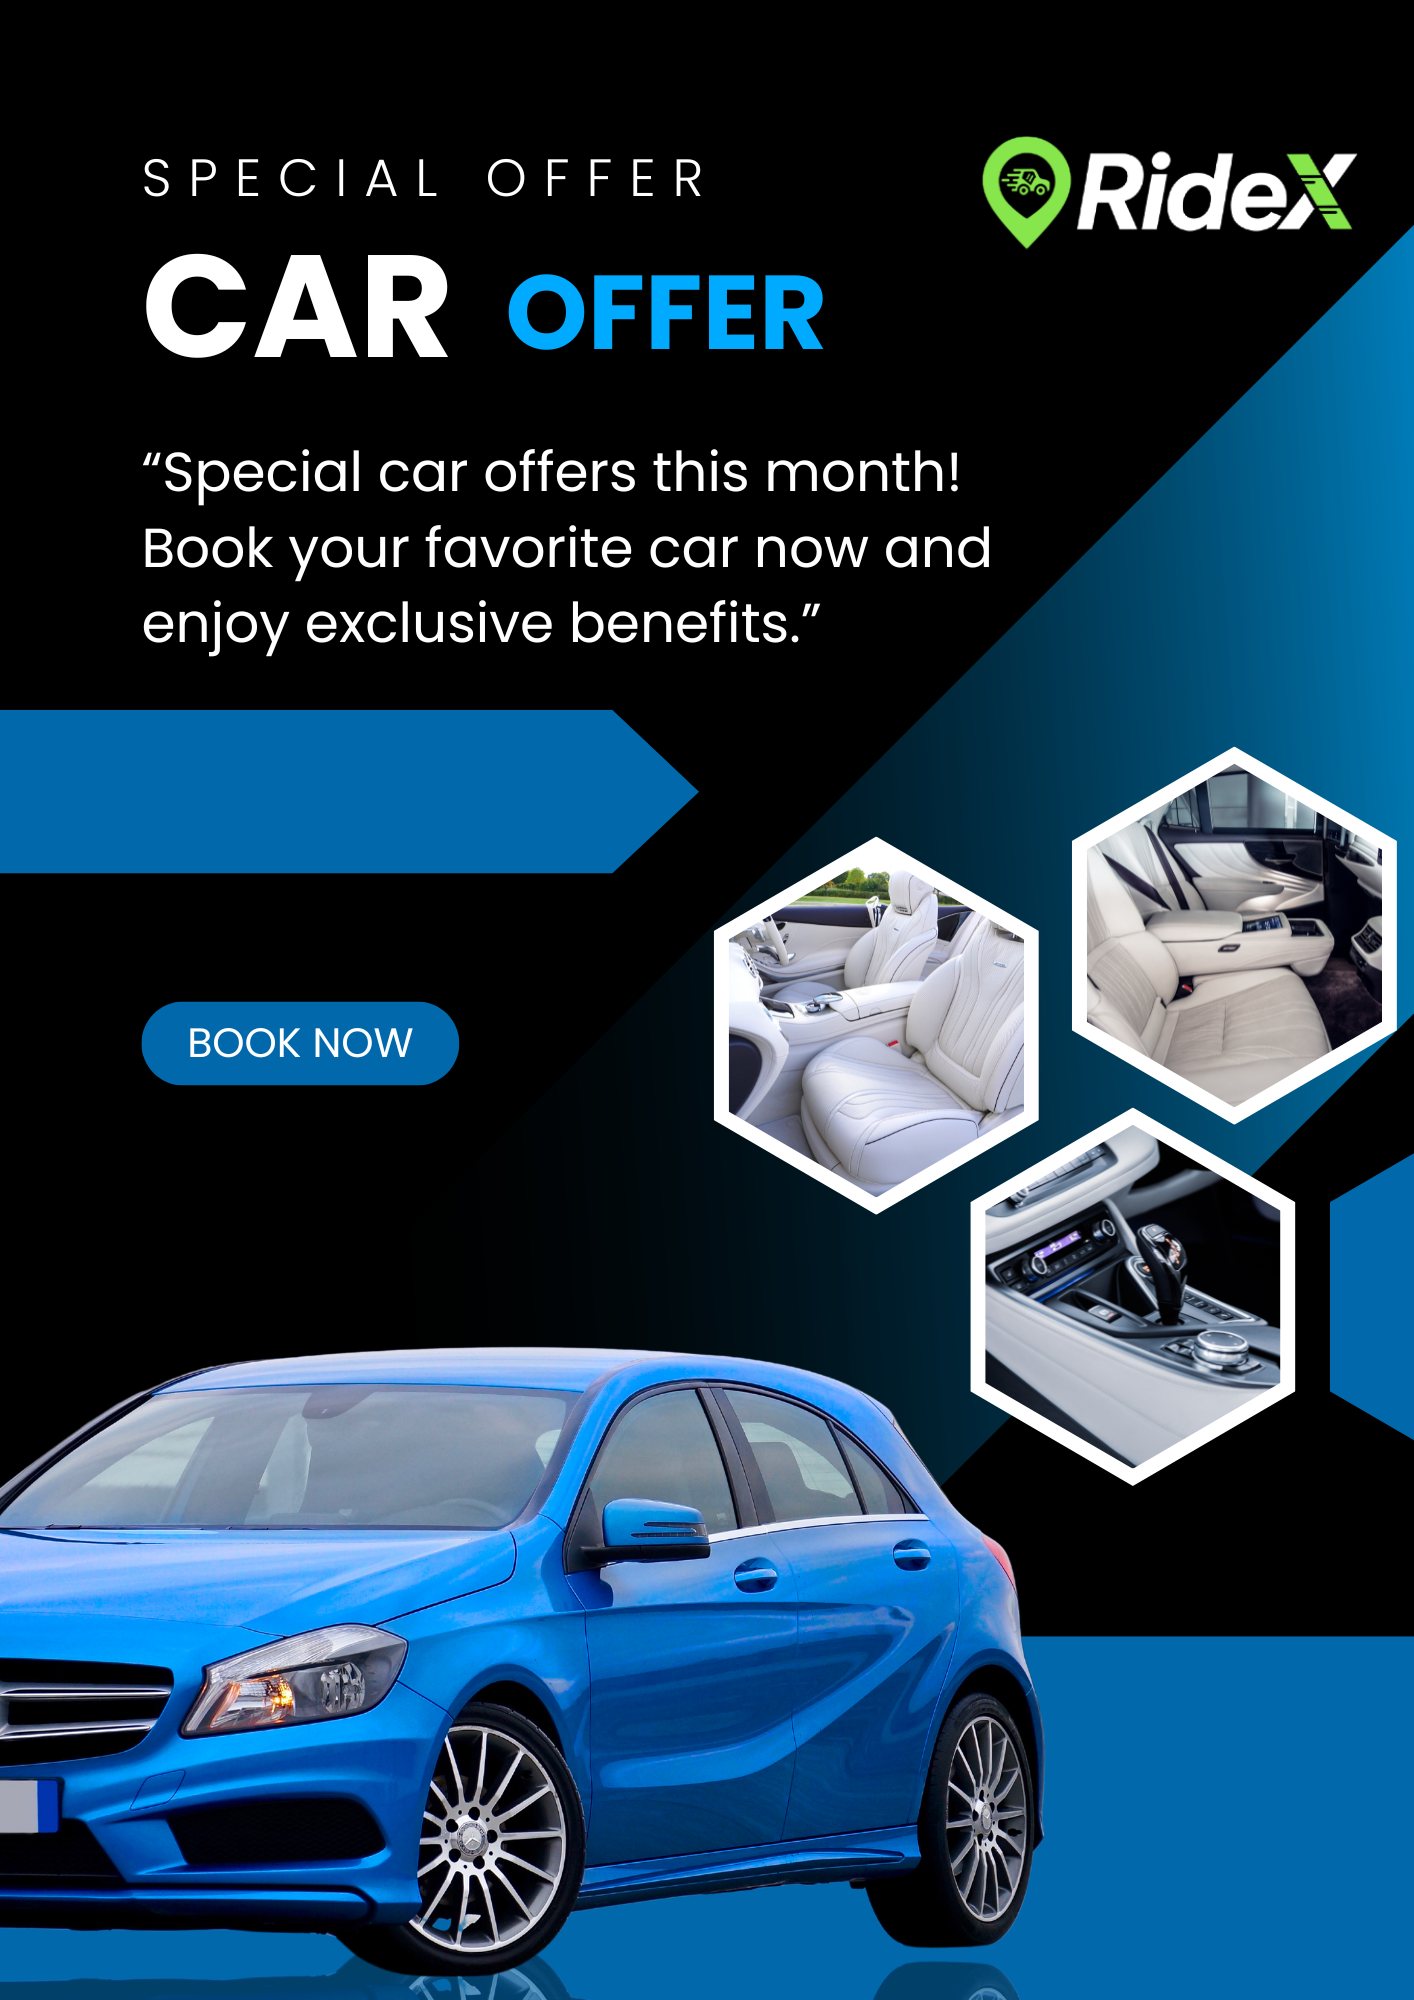 SPECIAL OFFER
RideX
CAR OFFER
“Special car offers this month!
Book your favorite car now and
enjoy exclusive benefits.”
BOOK NOW